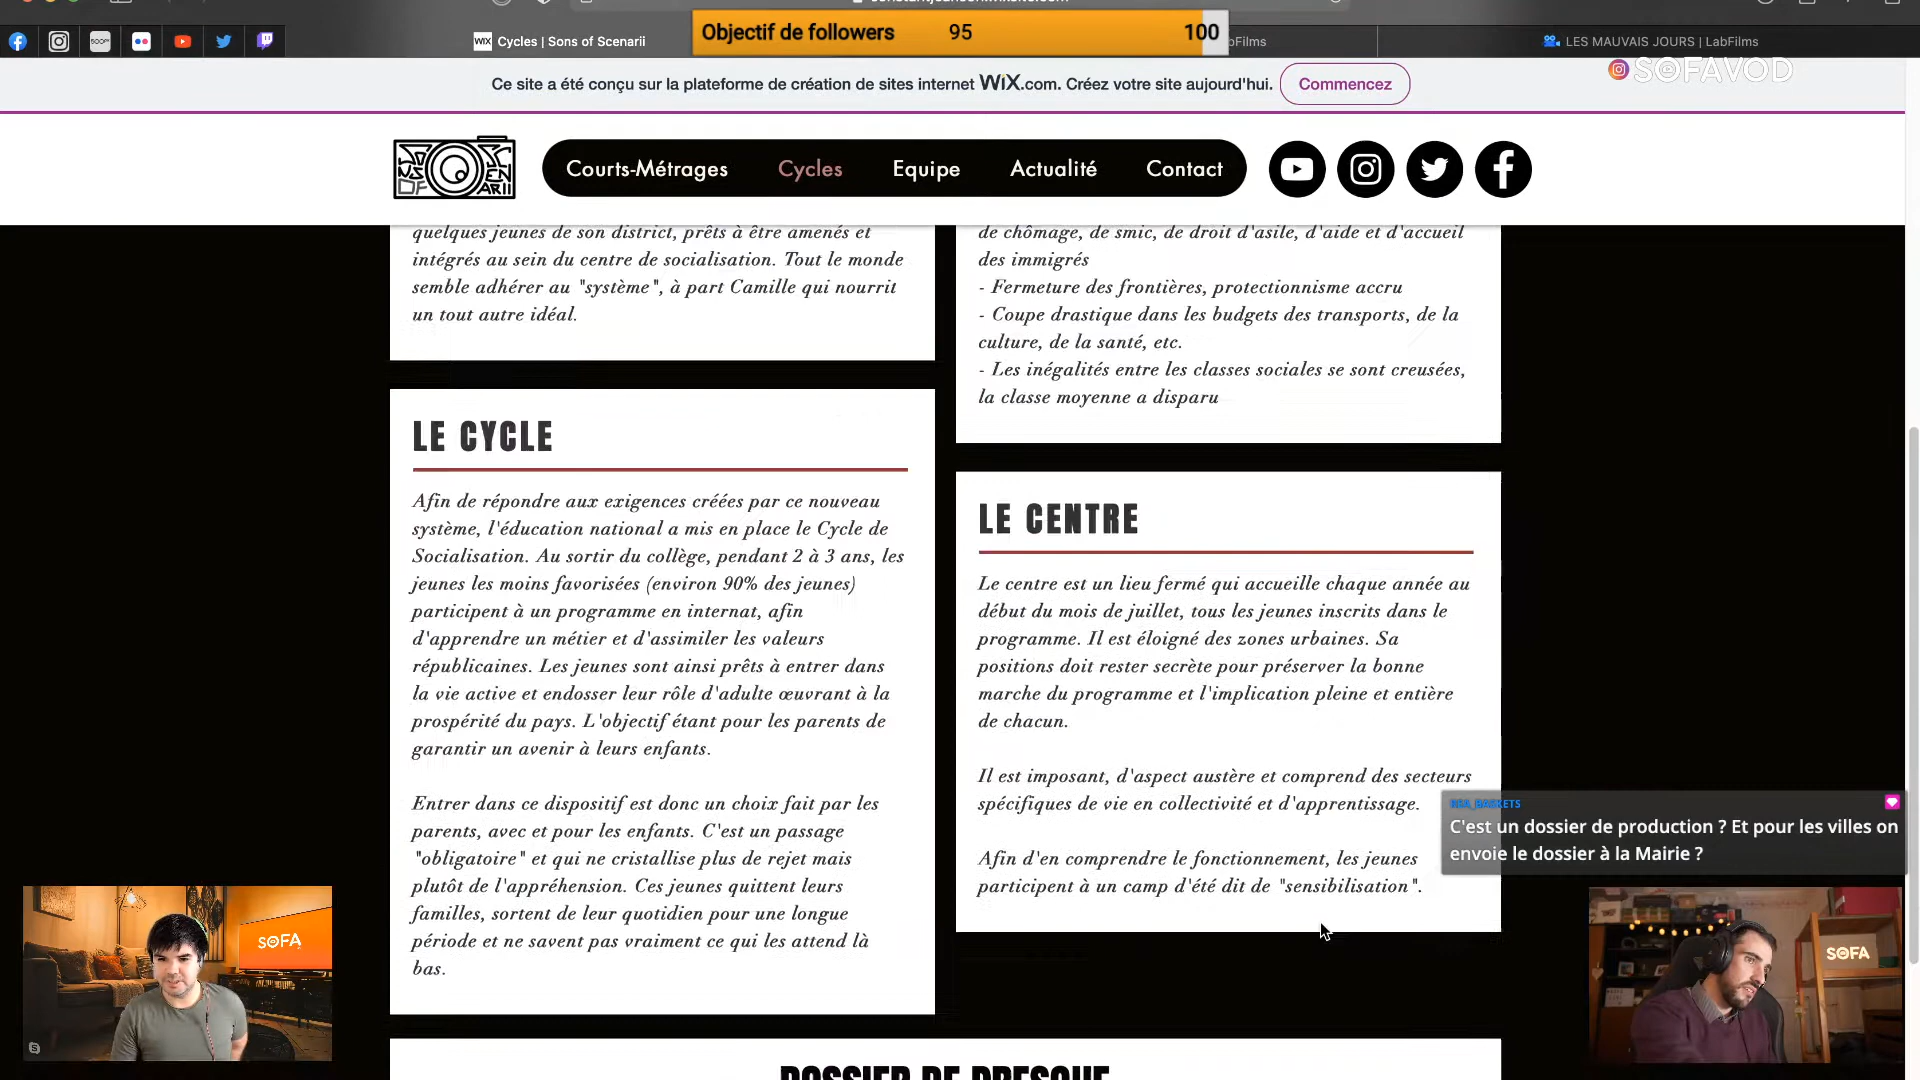 Objectif de followers 95 100
WiX Cycles | Sons of Scenarii
bFilms
LES MAUVAIS JOURS | LabFilms
SOFAVOD
Ce site a été conçu sur la plateforme de création de sites internet WiX.com. Créez votre site aujourd'hui.
Commencez
Courts-Métrages
Cycles
Equipe
Actualité
Contact
quelques jeunes de son district, prêts à être amenés et
intégrés au sein du centre de socialisation. Tout le monde
semble adhérer au "système", à part Camille qui nourrit
un tout autre idéal.
de chômage, de smic, de droit d'asile, d'aide et d'accueil
des immigrés
- Fermeture des frontières, protectionnisme accru
- Coupe drastique dans les budgets des transports, de la
culture, de la santé, etc.
- Les inégalités entre les classes sociales se sont creusées,
la classe moyenne a disparu
LE CYCLE
Afin de répondre aux exigences créées par ce nouveau
système, l'éducation national a mis en place le Cycle de
Socialisation. Au sortir du collège, pendant 2 à 3 ans, les
jeunes les moins favorisées (environ 90% des jeunes)
participent à un programme en internat, afin
d'apprendre un métier et d'assimiler les valeurs
républicaines. Les jeunes sont ainsi prêts à entrer dans
la vie active et endosser leur rôle d'adulte œuvrant à la
prospérité du pays. L'objectif étant pour les parents de
garantir un avenir à leurs enfants.
Entrer dans ce dispositif est donc un choix fait par les
parents, avec et pour les enfants. C'est un passage
"obligatoire" et qui ne cristallise plus de rejet mais
plutôt de l'appréhension. Ces jeunes quittent leurs
familles, sortent de leur quotidien pour une longue
période et ne savent pas vraiment ce qui les attend là
bas.
LE CENTRE
Le centre est un lieu fermé qui accueille chaque année au
début du mois de juillet, tous les jeunes inscrits dans le
programme. Il est éloigné des zones urbaines. Sa
positions doit rester secrète pour préserver la bonne
marche du programme et l'implication pleine et entière
de chacun.
Il est imposant, d'aspect austère et comprend des secteurs
spécifiques de vie en collectivité et d'apprentissage.
Afin d'en comprendre le fonctionnement, les jeunes
participent à un camp d'été dit de "sensibilisation".
C'est un dossier de production ? Et pour les villes on
envoie le dossier à la Mairie ?
SOFA
SOFA
DOSSIER DE PRESQUE